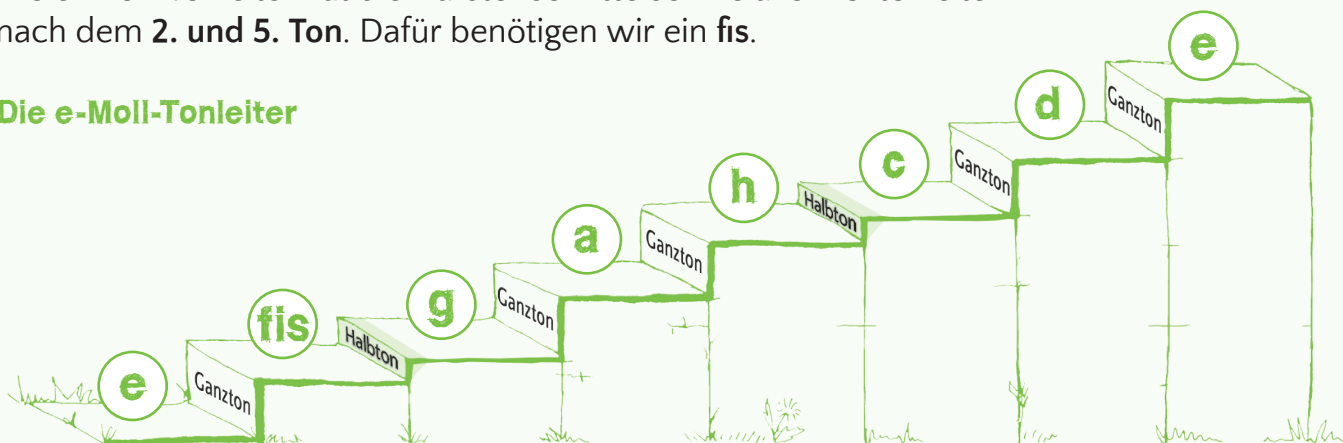 nach dem 2. und 5. Ton. Dafür benötigen wir ein fis.
Die e-Moll-Tonleiter
e
Ganzton
fis
Halbton
g
Ganzton
a
Ganzton
h
Halbton
c
Ganzton
d
Ganzton
e